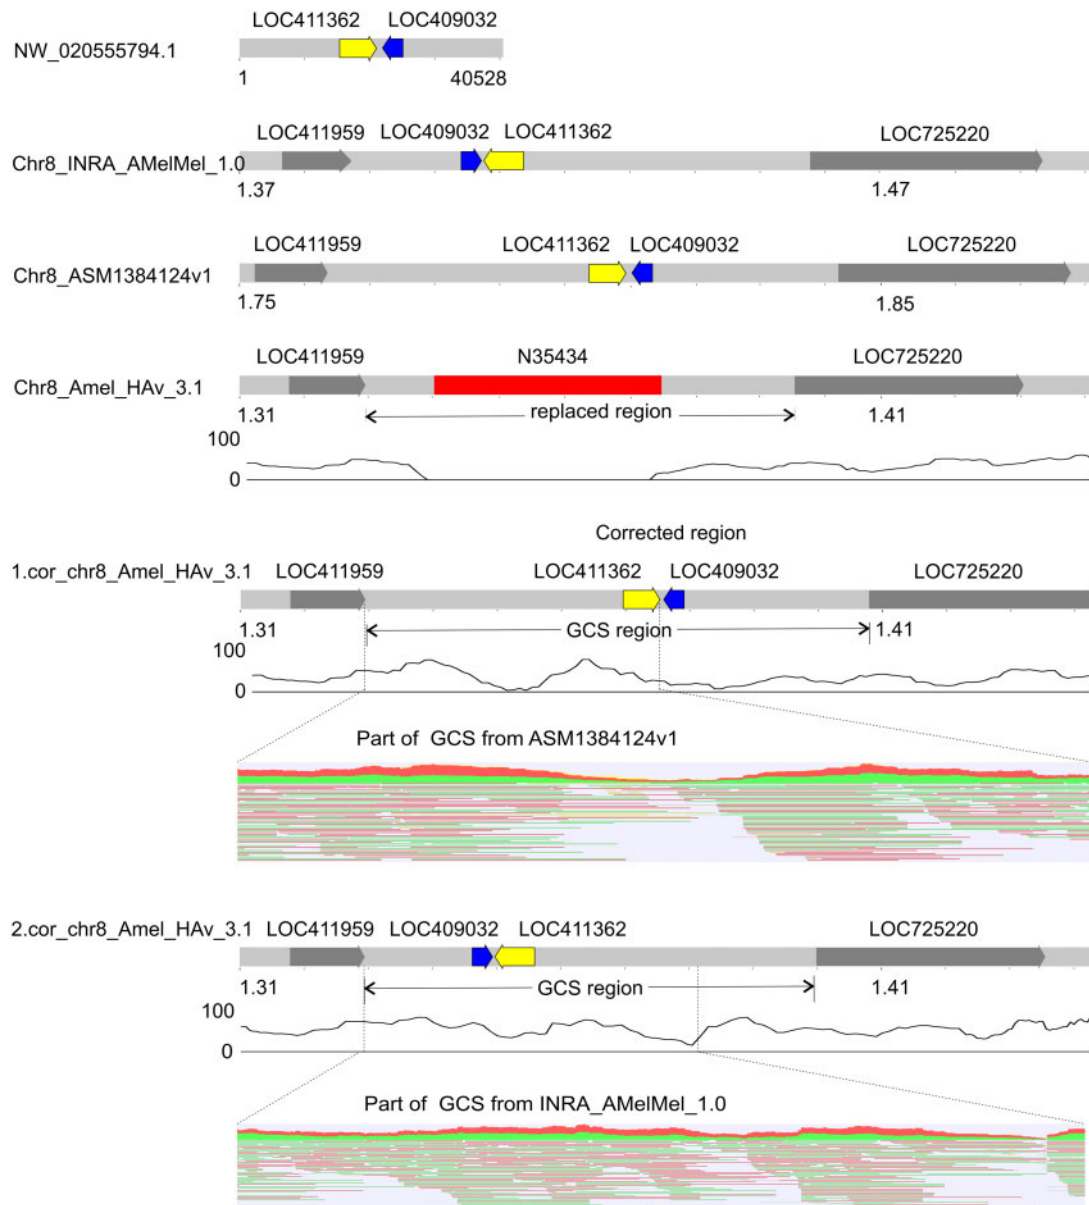 LOC411362 LOC409032
NW_020555794.1
1 40528
LOC411959 LOC409032 LOC411362 LOC725220
Chr8_INRA_AMelMel_1.0
1.37 1.47
LOC411959 LOC411362 LOC409032 LOC725220
Chr8_ASM1384124v1
1.75 1.85
LOC411959 N35434 LOC725220
Chr8_Amel_HAv_3.1
1.31 replaced region 1.41
100
0
Corrected region
1.cor_chr8_Amel_HAv_3.1 LOC411959 LOC411362 LOC409032 LOC725220
1.31 GCS region 1.41
100
0
Part of GCS from ASM1384124v1
2.cor_chr8_Amel_HAv_3.1 LOC411959 LOC409032 LOC411362 LOC725220
1.31 GCS region 1.41
100
0
Part of GCS from INRA_AMelMel_1.0